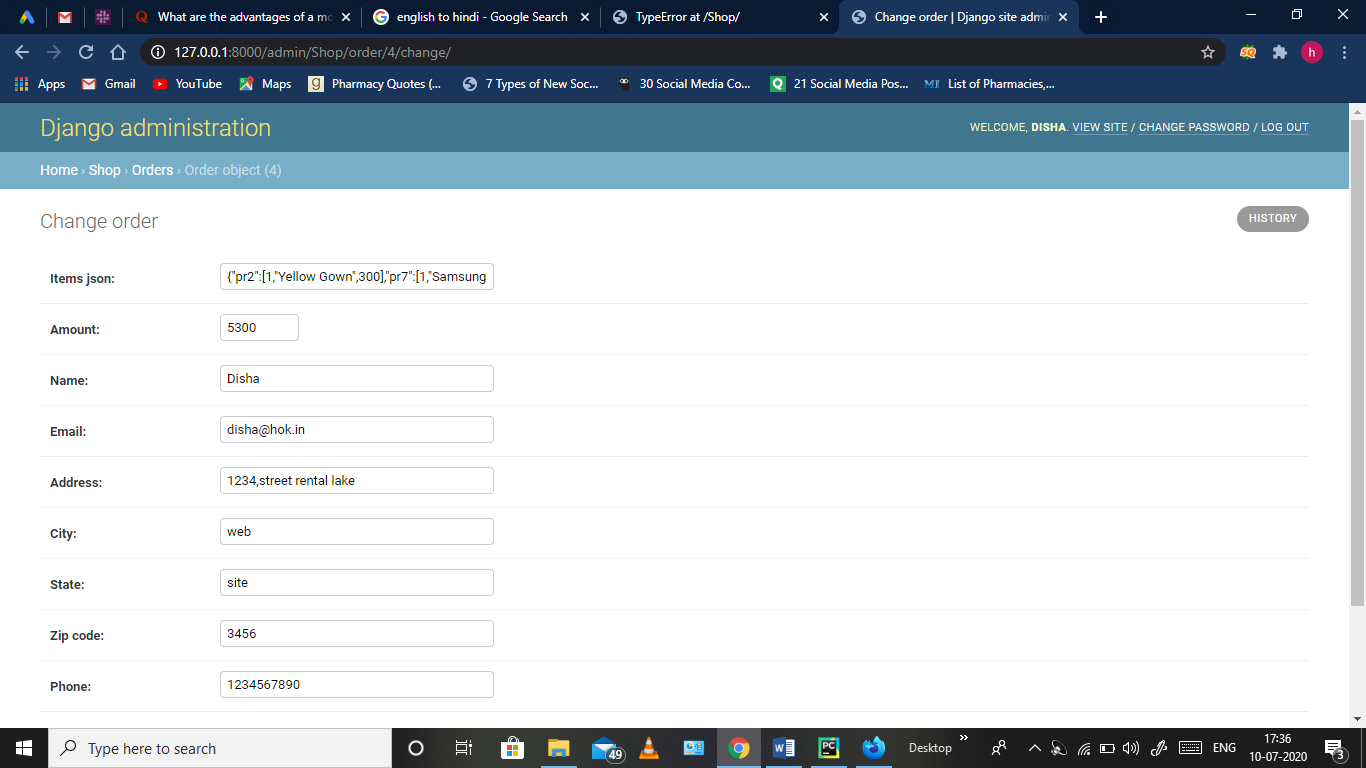 What are the advantages of a mo
english to hindi - Google Search
TypeError at /Shop/
Change order | Django site admin
127.0.0.1:8000/admin/Shop/order/4/change/
SQ
h
Apps
Gmail
YouTube
Maps
g Pharmacy Quotes (...
7 Types of New Soc...
30 Social Media Co...
Q 21 Social Media Pos...
MT List of Pharmacies,...
Django administration
WELCOME, DISHA. VIEW SITE / CHANGE PASSWORD / LOG OUT
Home › Shop › Orders › Order object (4)
Change order
HISTORY
Items json: {"pr2":[1,"Yellow Gown",300],"pr7":[1,"Samsung
Amount: 5300
Name: Disha
Email: disha@hok.in
Address: 1234,street rental lake
City: web
State: site
Zip code: 3456
Phone: 1234567890
Type here to search
49
PC
Desktop
ENG
17:36
10-07-2020
3